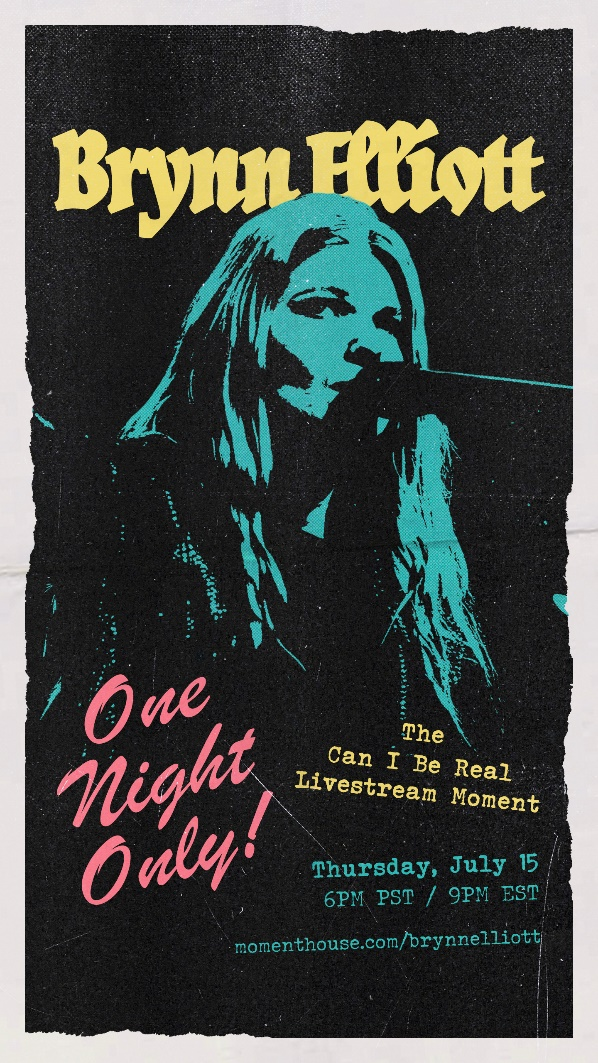 Brynn Elliott
One
Night
Only!
The
Can I Be Real
Livestream Moment
Thursday, July 15
6PM PST / 9PM EST
momenthouse.com/brynnelliott